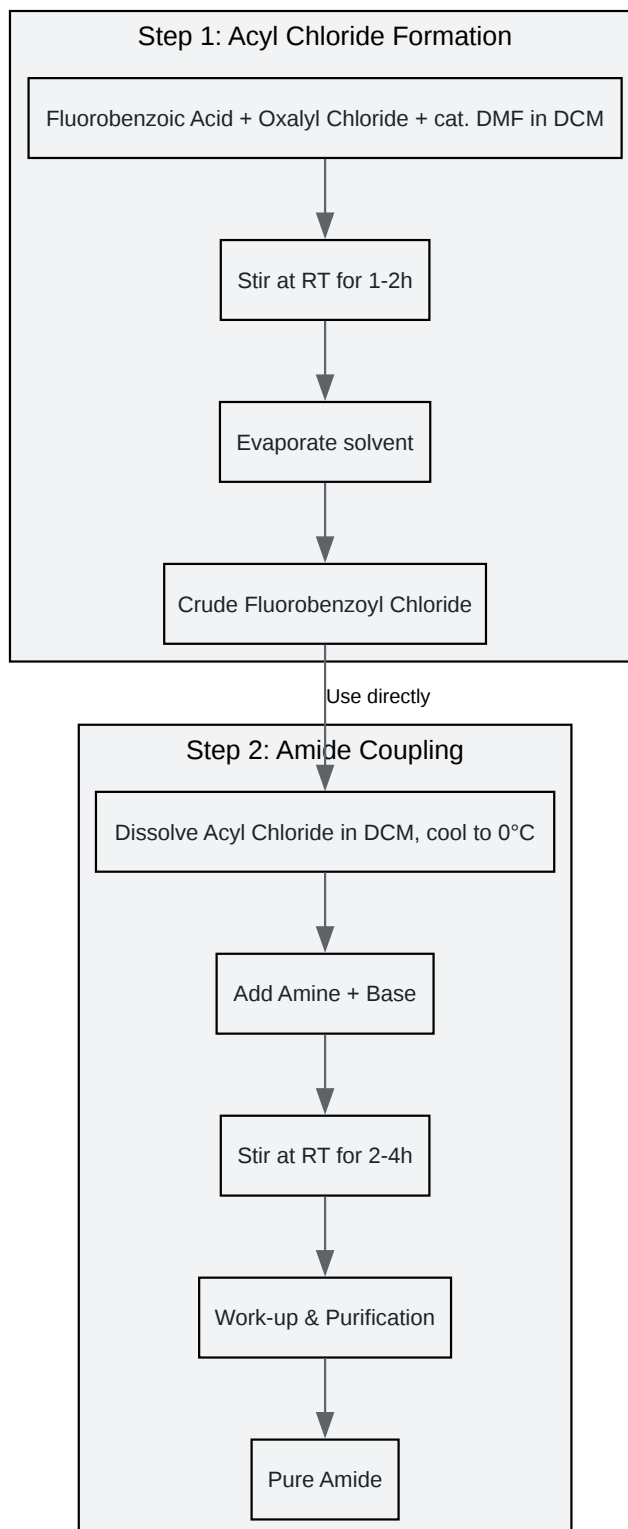 Step 1: Acyl Chloride Formation
Fluorobenzoic Acid + Oxalyl Chloride + cat. DMF in DCM
Stir at RT for 1-2h
Evaporate solvent
Crude Fluorobenzoyl Chloride
Use directly
Step 2: Amide Coupling
Dissolve Acyl Chloride in DCM, cool to 0°C
Add Amine + Base
Stir at RT for 2-4h
Work-up & Purification
Pure Amide